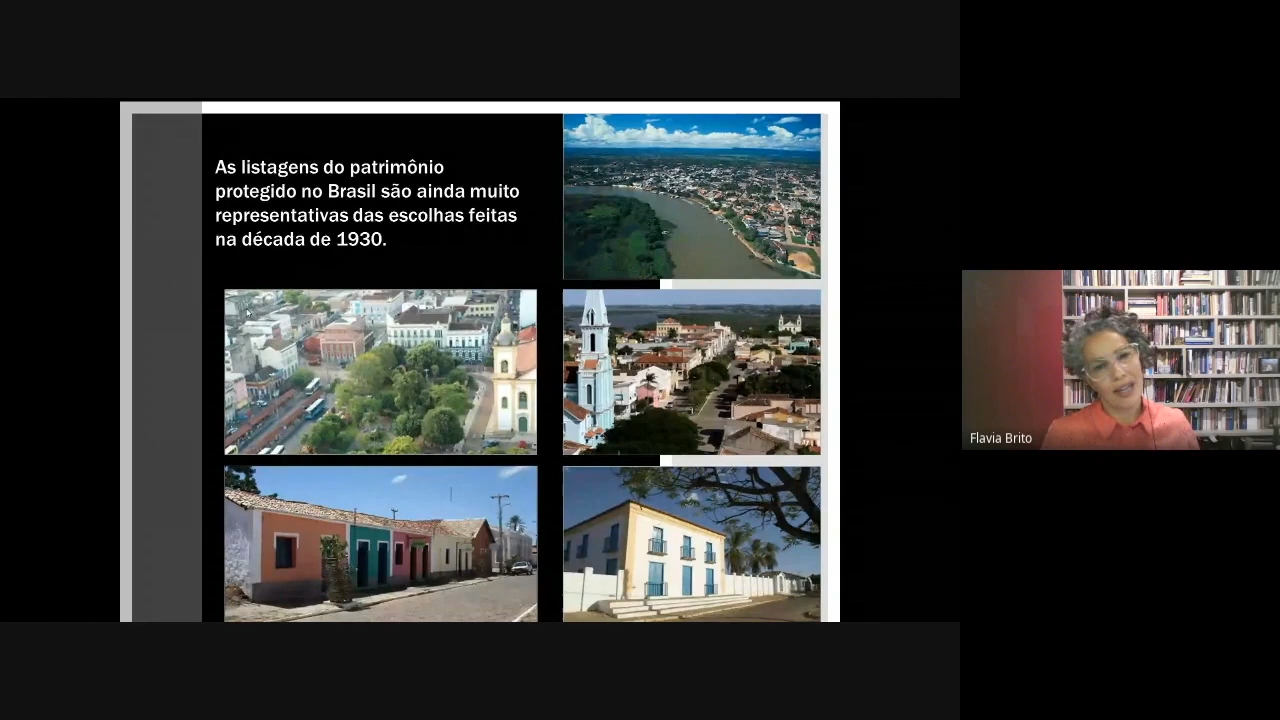 As listagens do patrimônio
protegido no Brasil são ainda muito
representativas das escolhas feitas
na década de 1930.
Flavia Brito